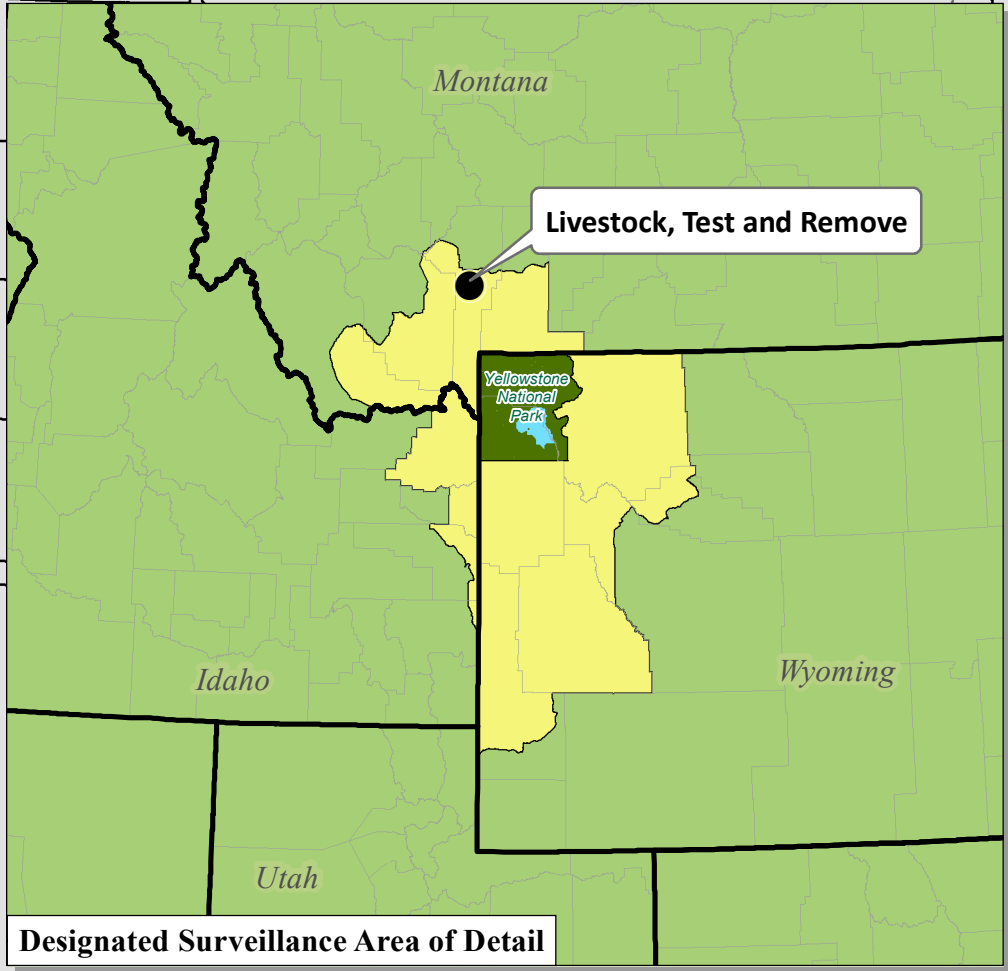 Montana
Livestock, Test and Remove
Yellowstone
National
Park
Idaho
Wyoming
Utah
Designated Surveillance Area of Detail